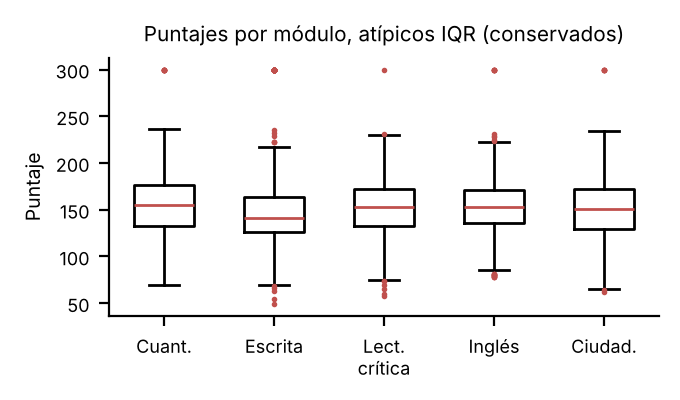 Puntajes por módulo, atípicos IQR (conservados)
Puntaje
300
250
200
150
100
50
Cuant.
Escrita
Lect.
crítica
Inglés
Ciudad.